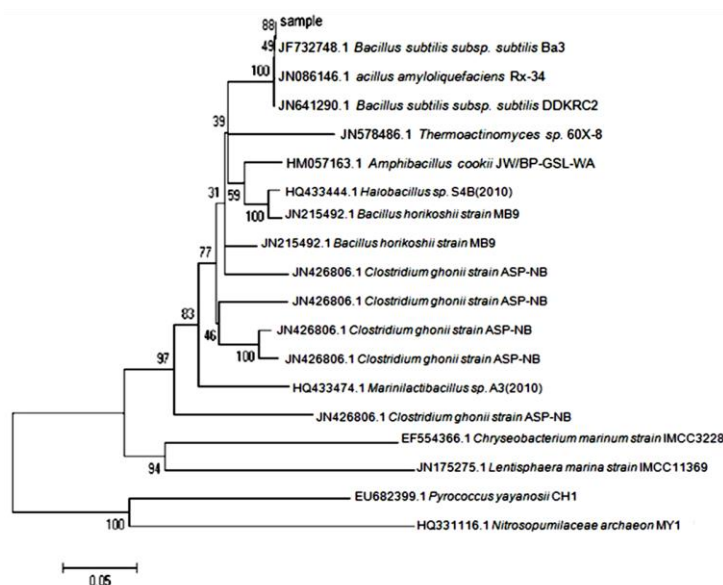 88
sample
49
JF732748.1 Bacillus subtilis subsp. subtilis Ba3
100
JN086146.1 acillus amyloliquefaciens Rx-34
JN641290.1 Bacillus subtilis subsp. subtilis DDKRC2
39
JN578486.1 Thermoactinomyces sp. 60X-8
HM057163.1 Amphibacillus cookii JW/BP-GSL-WA
59
HQ433444.1 Halobacillus sp. S4B(2010)
100
JN215492.1 Bacillus horikoshii strain MB9
31
JN215492.1 Bacillus horikoshii strain MB9
77
JN426806.1 Clostridium ghonii strain ASP-NB
JN426806.1 Clostridium ghonii strain ASP-NB
83
46
JN426806.1 Clostridium ghonii strain ASP-NB
100
JN426806.1 Clostridium ghonii strain ASP-NB
97
HQ433474.1 Marinilactibacillus sp. A3(2010)
JN426806.1 Clostridium ghonii strain ASP-NB
EF554366.1 Chryseobacterium marinum strain IMCC3228
94
JN175275.1 Lentisphaera marina strain IMCC11369
EU682399.1 Pyrococcus yayanosii CH1
100
HQ331116.1 Nitrosopumilaceae archaeon MY1
0.05